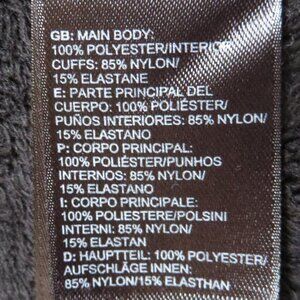 GB: MAIN BODY:
100% POLYESTER/INTERIOR
CUFFS: 85% NYLON/
15% ELASTANE
E: PARTE PRINCIPAL DEL
CUERPO: 100% POLIÉSTER/
PUÑOS INTERIORES: 85% NYLON/
15% ELASTANO
P: CORPO PRINCIPAL:
100% POLIÉSTER/PUNHOS
INTERNOS: 85% NYLON/
15% ELASTAN
I: CORPO PRINCIPALE:
100% POLIESTERE/POLSINI
INTERNI: 85% NYLON/
15% ELASTAN
D: HAUPTTEIL: 100% POLYESTER/
AUFSCHLÄGE INNEN:
85% NYLON/15% ELASTHAN